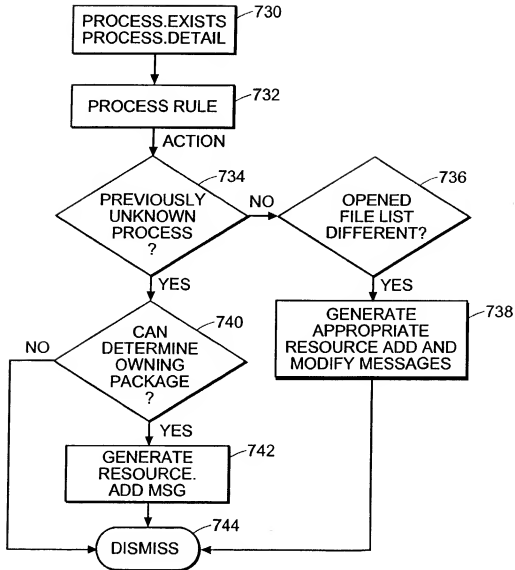 PROCESS.EXISTS
PROCESS.DETAIL
730
PROCESS RULE
732
ACTION
734
PREVIOUSLY
UNKNOWN
PROCESS
?
NO
736
OPENED
FILE LIST
DIFFERENT?
YES
YES
740
CAN
DETERMINE
OWNING
PACKAGE
?
NO
GENERATE
APPROPRIATE
RESOURCE ADD AND
MODIFY MESSAGES
738
YES
GENERATE
RESOURCE.
ADD MSG
742
744
DISMISS